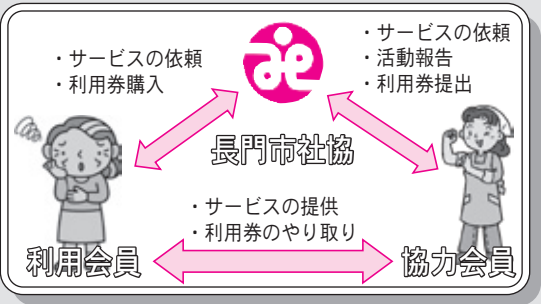 ・サービスの依頼
・利用券購入
・サービスの依頼
・活動報告
・利用券提出
長門市社協
・サービスの提供
・利用券のやり取り
利用会員
協力会員